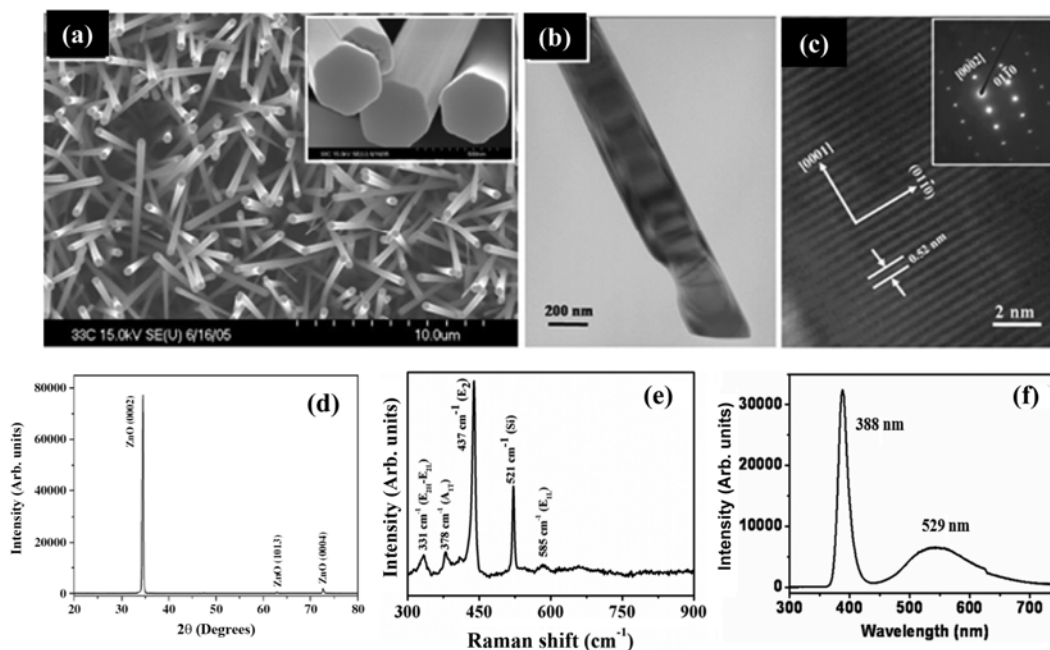 (a)
33C 15.0kV SE(U) 6/16/05
10.0um
(b)
200 nm
(c)
[0002]
01̄10
[0001]
(011̄0)
0.52 nm
2 nm
(d)
80000
60000
40000
20000
0
ZnO (0002)
ZnO (1013)
ZnO (0004)
20 30 40 50 60 70 80
2θ (Degrees)
Intensity (Arb. units)
(e)
331 cm⁻¹ (E₂H-E₂L)
378 cm⁻¹ (A₁T)
437 cm⁻¹ (E₂)
521 cm⁻¹ (Si)
585 cm⁻¹ (E₁L)
300 450 600 750 900
Raman shift (cm⁻¹)
Intensity (Arb. units)
(f)
30000
20000
10000
0
388 nm
529 nm
300 400 500 600 700
Wavelength (nm)
Intensity (Arb. units)